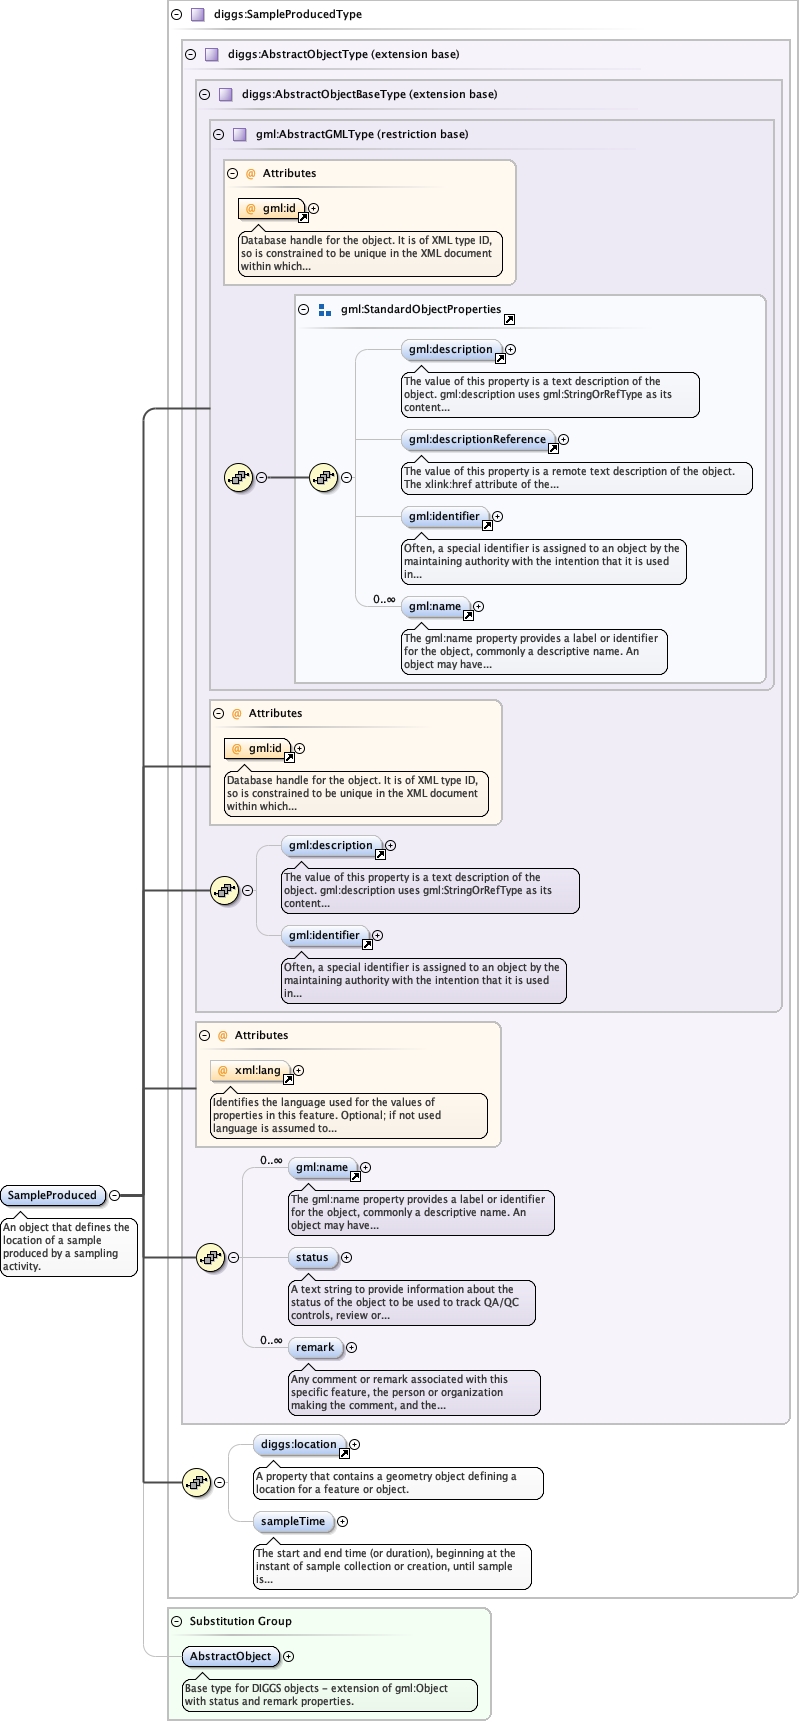 diggs:SampleProducedType
diggs:AbstractObjectType (extension base)
diggs:AbstractObjectBaseType (extension base)
gml:AbstractGMLType (restriction base)
@ Attributes
@ gml:id
Database handle for the object. It is of XML type ID,
so is constrained to be unique in the XML document
within which...
gml:StandardObjectProperties
gml:description
The value of this property is a text description of the
object. gml:description uses gml:StringOrRefType as its
content...
gml:descriptionReference
The value of this property is a remote text description of the object.
The xlink:href attribute of the...
gml:identifier
Often, a special identifier is assigned to an object by the
maintaining authority with the intention that it is used
in...
0..∞
gml:name
The gml:name property provides a label or identifier
for the object, commonly a descriptive name. An
object may have...
@ Attributes
@ gml:id
Database handle for the object. It is of XML type ID,
so is constrained to be unique in the XML document
within which...
gml:description
The value of this property is a text description of the
object. gml:description uses gml:StringOrRefType as its
content...
gml:identifier
Often, a special identifier is assigned to an object by the
maintaining authority with the intention that it is used
in...
@ Attributes
@ xml:lang
Identifies the language used for the values of
properties in this feature. Optional; if not used
language is assumed to...
0..∞
gml:name
The gml:name property provides a label or identifier
for the object, commonly a descriptive name. An
object may have...
SampleProduced
An object that defines the
location of a sample
produced by a sampling
activity.
status
A text string to provide information about the
status of the object to be used to track QA/QC
controls, review or...
0..∞
remark
Any comment or remark associated with this
specific feature, the person or organization
making the comment, and the...
diggs:location
A property that contains a geometry object defining a
location for a feature or object.
sampleTime
The start and end time (or duration), beginning at the
instant of sample collection or creation, until sample
is...
Substitution Group
AbstractObject
Base type for DIGGS objects - extension of gml:Object
with status and remark properties.